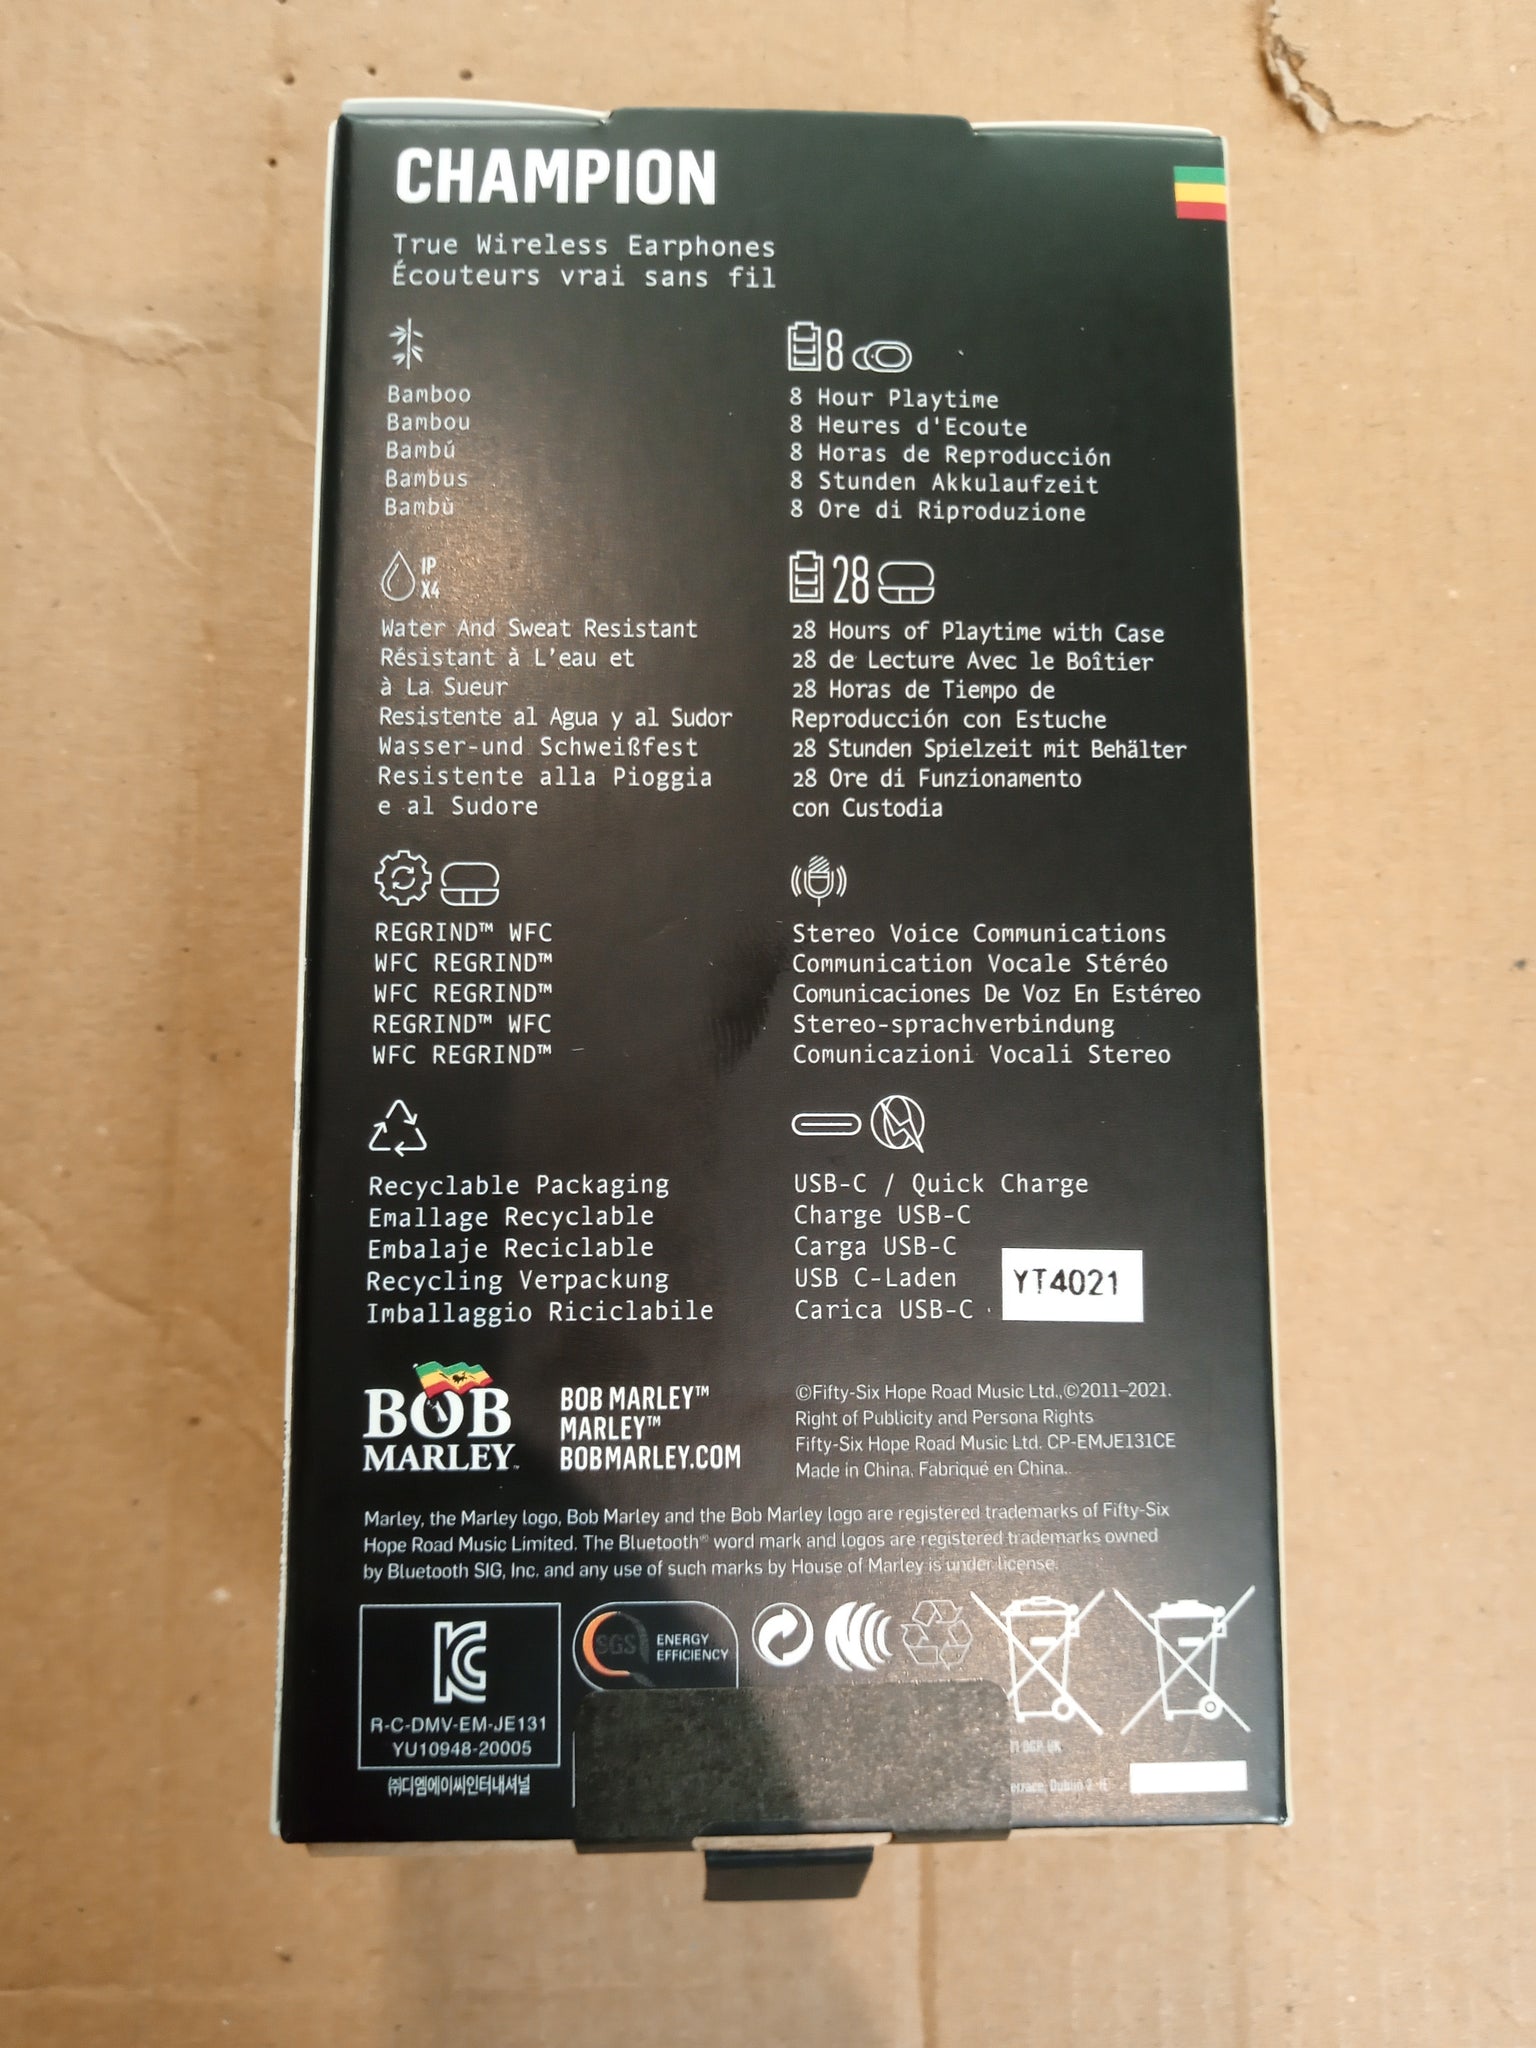 CHAMPION
True Wireless Earphones
Écouteurs vrai sans fil
Bamboo
Bambou
Bambú
Bambus
Bambù
8
8 Hour Playtime
8 Heures d'Ecoute
8 Horas de Reproducción
8 Stunden Akkulaufzeit
8 Ore di Riproduzione
IP
X4
Water And Sweat Resistant
Résistant à L'eau et
à La Sueur
Resistente al Agua y al Sudor
Wasser-und Schweißfest
Resistente alla Pioggia
e al Sudore
28
28 Hours of Playtime with Case
28 de Lecture Avec le Boîtier
28 Horas de Tiempo de
Reproducción con Estuche
28 Stunden Spielzeit mit Behälter
28 Ore di Funzionamento
con Custodia
REGRIND™ WFC
WFC REGRIND™
WFC REGRIND™
REGRIND™ WFC
WFC REGRIND™
Stereo Voice Communications
Communication Vocale Stéréo
Comunicaciones De Voz En Estéreo
Stereo-sprachverbindung
Comunicazioni Vocali Stereo
Recyclable Packaging
Emallage Recyclable
Embalaje Reciclable
Recycling Verpackung
Imballaggio Riciclabile
USB-C / Quick Charge
Charge USB-C
Carga USB-C
USB C-Laden
Carica USB-C
YT4021
BOB
MARLEY™
BOB MARLEY™
MARLEY™
BOBMARLEY.COM
©Fifty-Six Hope Road Music Ltd.,©2011–2021.
Right of Publicity and Persona Rights
Fifty-Six Hope Road Music Ltd. CP-EMJE131CE
Made in China. Fabriqué en China.
Marley, the Marley logo, Bob Marley and the Bob Marley logo are registered trademarks of Fifty-Six
Hope Road Music Limited. The Bluetooth® word mark and logos are registered trademarks owned
by Bluetooth SIG, Inc. and any use of such marks by House of Marley is under license.
R-C-DMV-EM-JE131
YU10948-20005
㈜디엠에이씨인터내셔널
SGS
ENERGY
EFFICIENCY
Dublin 2